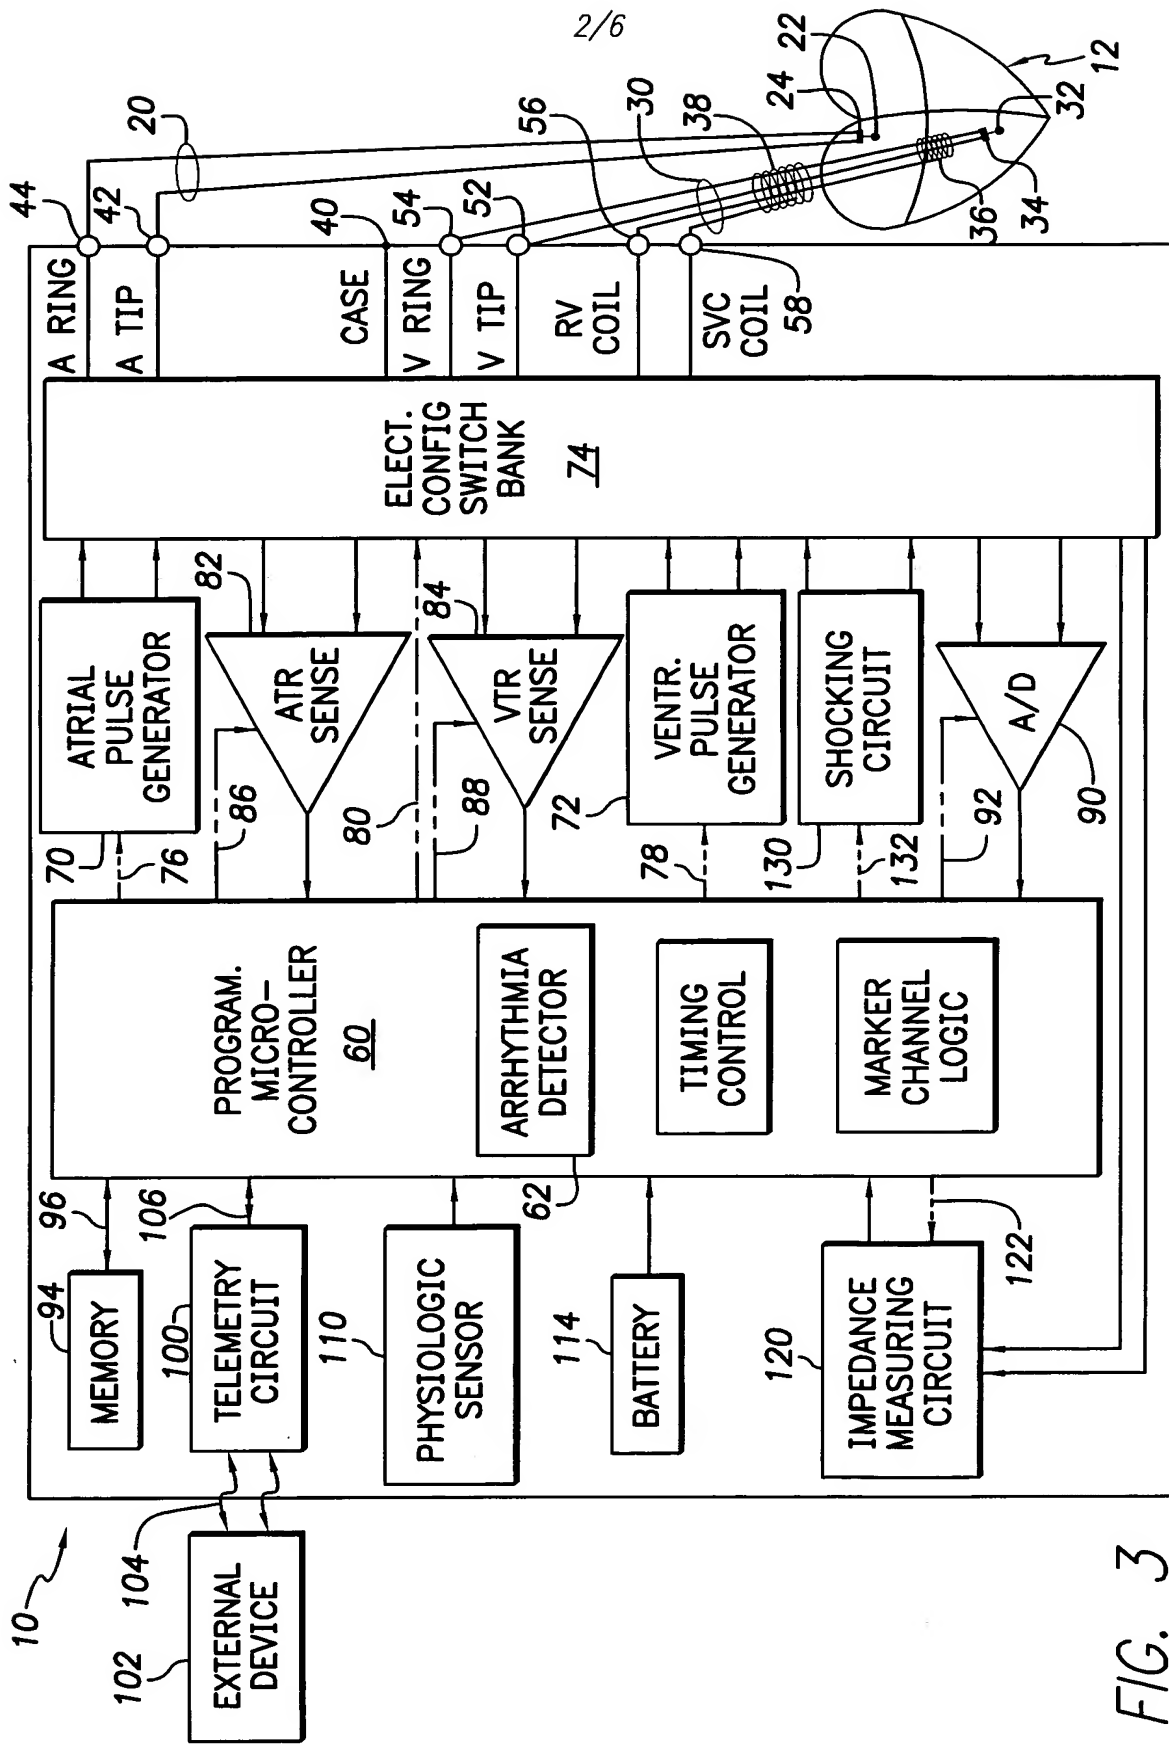 2/6
10
EXTERNAL
DEVICE
102
104
94
MEMORY
96
100
TELEMETRY
CIRCUIT
106
110
PHYSIOLOGIC
SENSOR
114
BATTERY
120
IMPEDANCE
MEASURING
CIRCUIT
122
PROGRAM.
MICRO–
CONTROLLER
60
ARRHYTHMIA
DETECTOR
62
TIMING
CONTROL
MARKER
CHANNEL
LOGIC
70
ATRIAL
PULSE
GENERATOR
76
86
ATR
SENSE
82
80
88
VTR
SENSE
84
72
VENTR.
PULSE
GENERATOR
78
130
SHOCKING
CIRCUIT
132
92
A/D
90
ELECT.
CONFIG
SWITCH
BANK
74
A RING
44
A TIP
42
CASE
40
V RING
54
V TIP
52
RV
COIL
56
SVC
COIL
58
20
30
38
24
22
36
34
32
12
FIG. 3